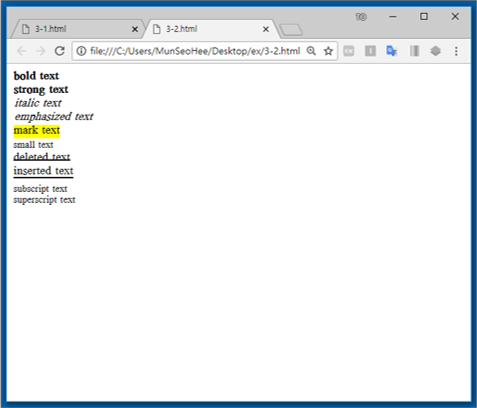 3-1.html
3-2.html
file:///C:/Users/MunSeoHee/Desktop/ex/3-2.html
bold text
strong text
italic text
emphasized text
mark text
small text
deleted text
inserted text
subscript text
superscript text